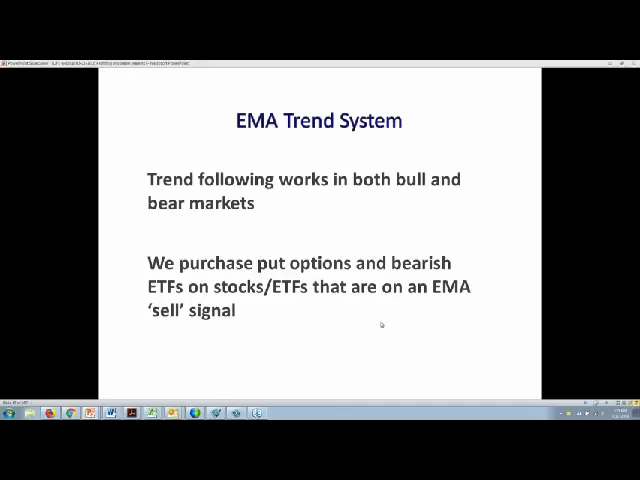 EMA Trend System
Trend following works in both bull and
bear markets
We purchase put options and bearish
ETFs on stocks/ETFs that are on an EMA
‘sell’ signal